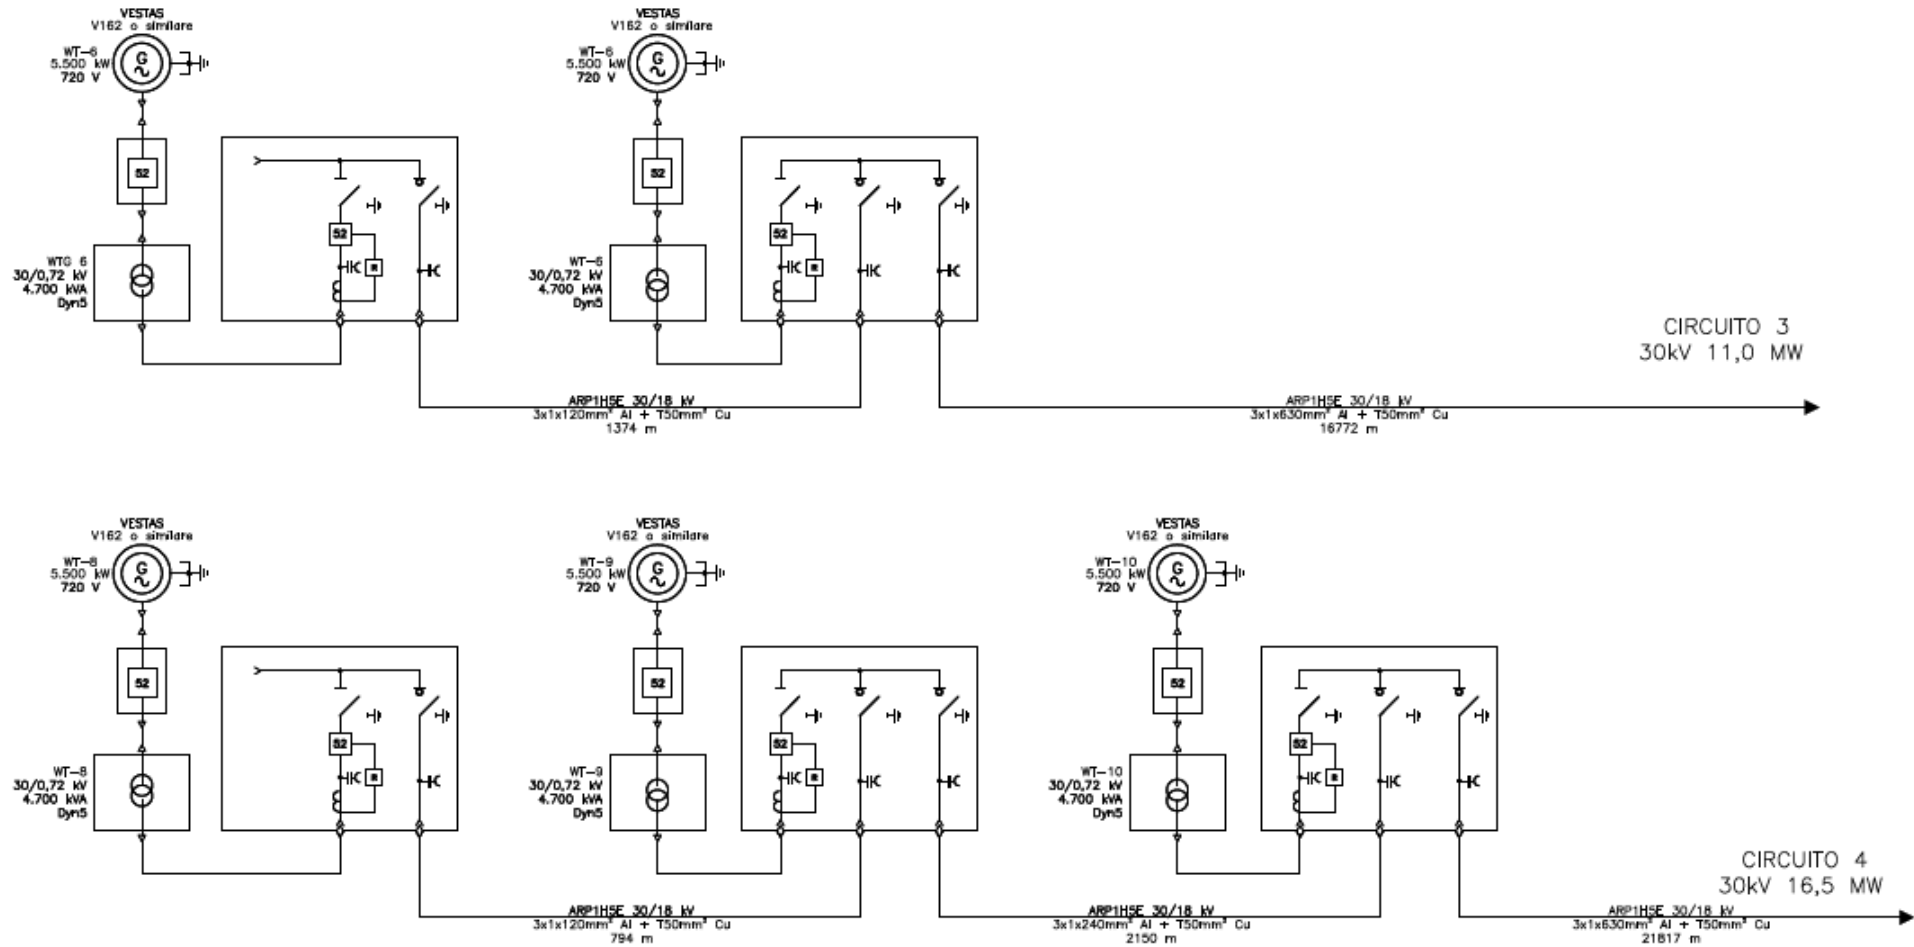 VESTAS
V162 o similare
WT-6
5.500 kW
720 V
G
52
WTG 6
30/0,72 kV
4.700 kVA
Dyn5
52
R
VESTAS
V162 o similare
WT-6
5.500 kW
720 V
G
52
WT-6
30/0,72 kV
4.700 kVA
Dyn5
52
R
ARP1H5E 30/18 kV
3x1x120mm² Al + T50mm² Cu
1374 m
ARP1H5E 30/18 kV
3x1x630mm² Al + T50mm² Cu
16772 m
CIRCUITO 3
30kV 11,0 MW
VESTAS
V162 o similare
WT-8
5.500 kW
720 V
G
52
WT-8
30/0,72 kV
4.700 kVA
Dyn5
52
R
VESTAS
V162 o similare
WT-9
5.500 kW
720 V
G
52
WT-9
30/0,72 kV
4.700 kVA
Dyn5
52
R
VESTAS
V162 o similare
WT-10
5.500 kW
720 V
G
52
WT-10
30/0,72 kV
4.700 kVA
Dyn5
52
R
ARP1H5E 30/18 kV
3x1x120mm² Al + T50mm² Cu
794 m
ARP1H5E 30/18 kV
3x1x240mm² Al + T50mm² Cu
2150 m
ARP1H5E 30/18 kV
3x1x630mm² Al + T50mm² Cu
21817 m
CIRCUITO 4
30kV 16,5 MW